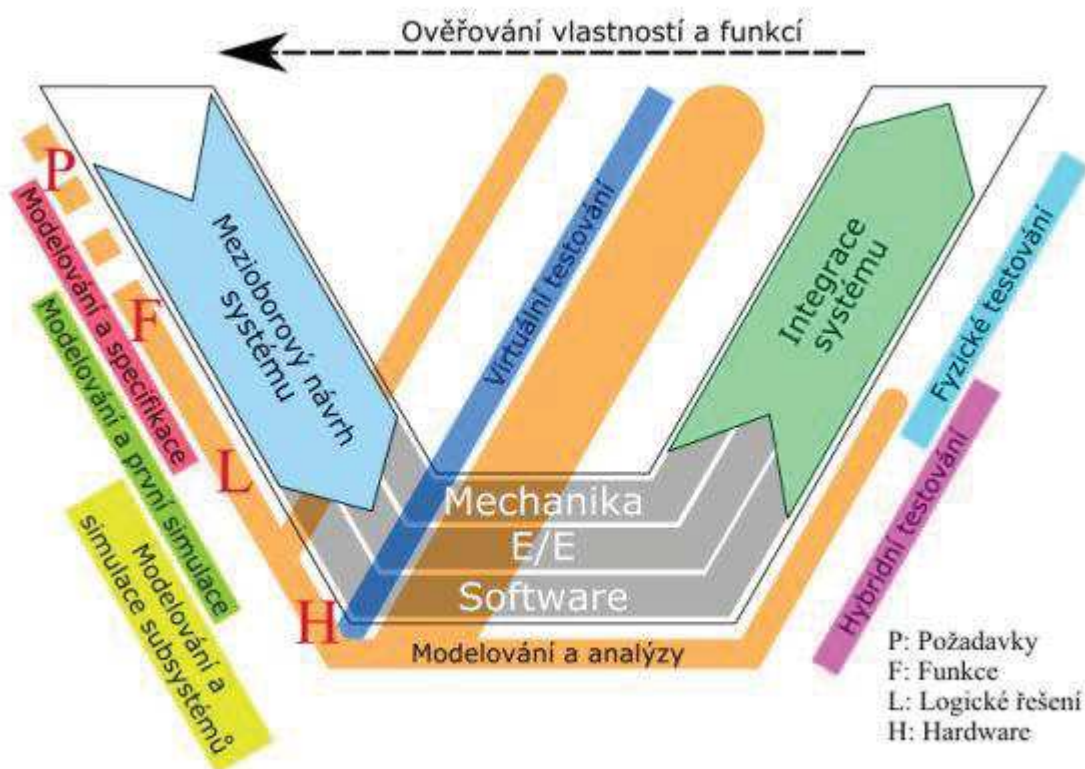 Ověřování vlastností a funkcí
P
Modelování a specifikace
F
Modelování a první simulace
L
Modelování a
simulace subsystémů
H
Mezioborový návrh
systému
Virtuální testování
Integrace
systému
Fyzické testování
Hybridní testování
Mechanika
E/E
Software
Modelování a analýzy
P: Požadavky
F: Funkce
L: Logické řešení
H: Hardware